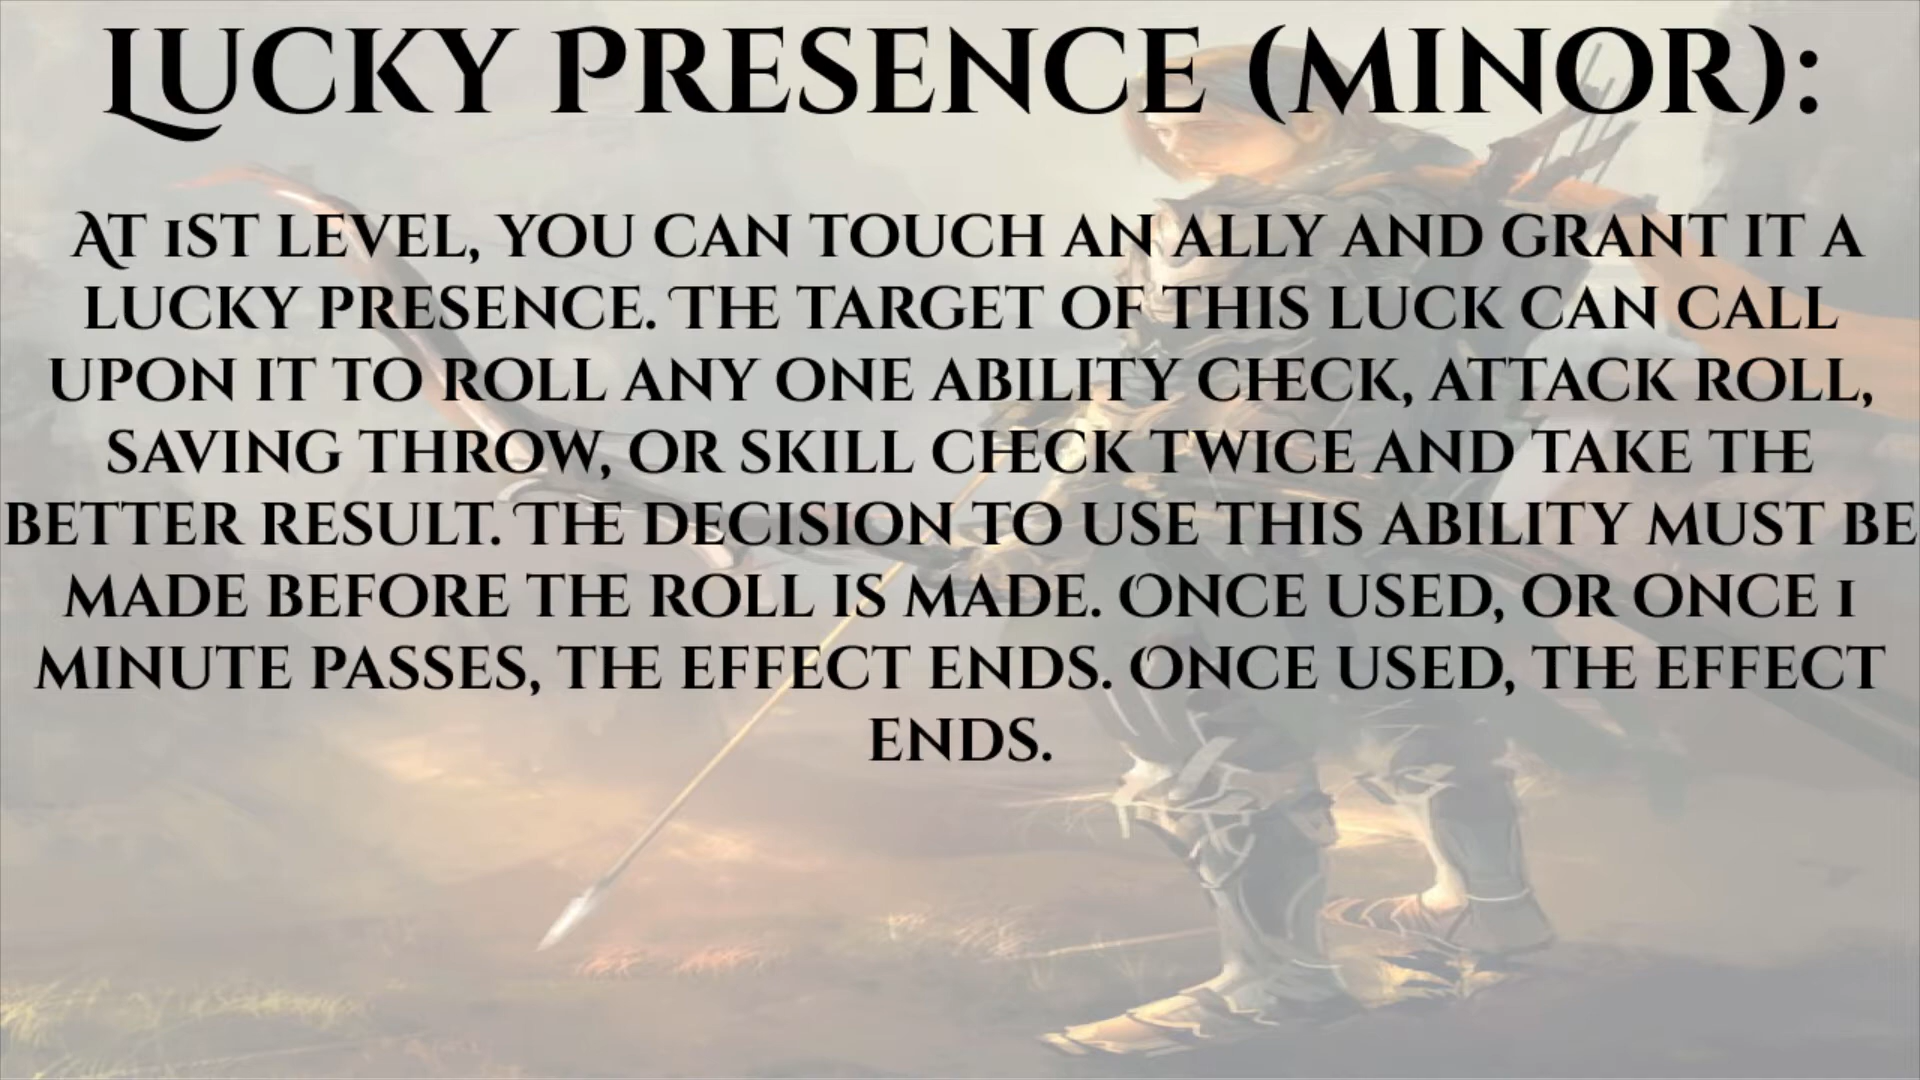 Lucky Presence (minor):
At 1st level, you can touch an ally and grant it a
lucky presence. The target of this luck can call
upon it to roll any one ability check, attack roll,
saving throw, or skill check twice and take the
better result. The decision to use this ability must be
made before the roll is made. Once used, or once 1
minute passes, the effect ends. Once used, the effect
ends.